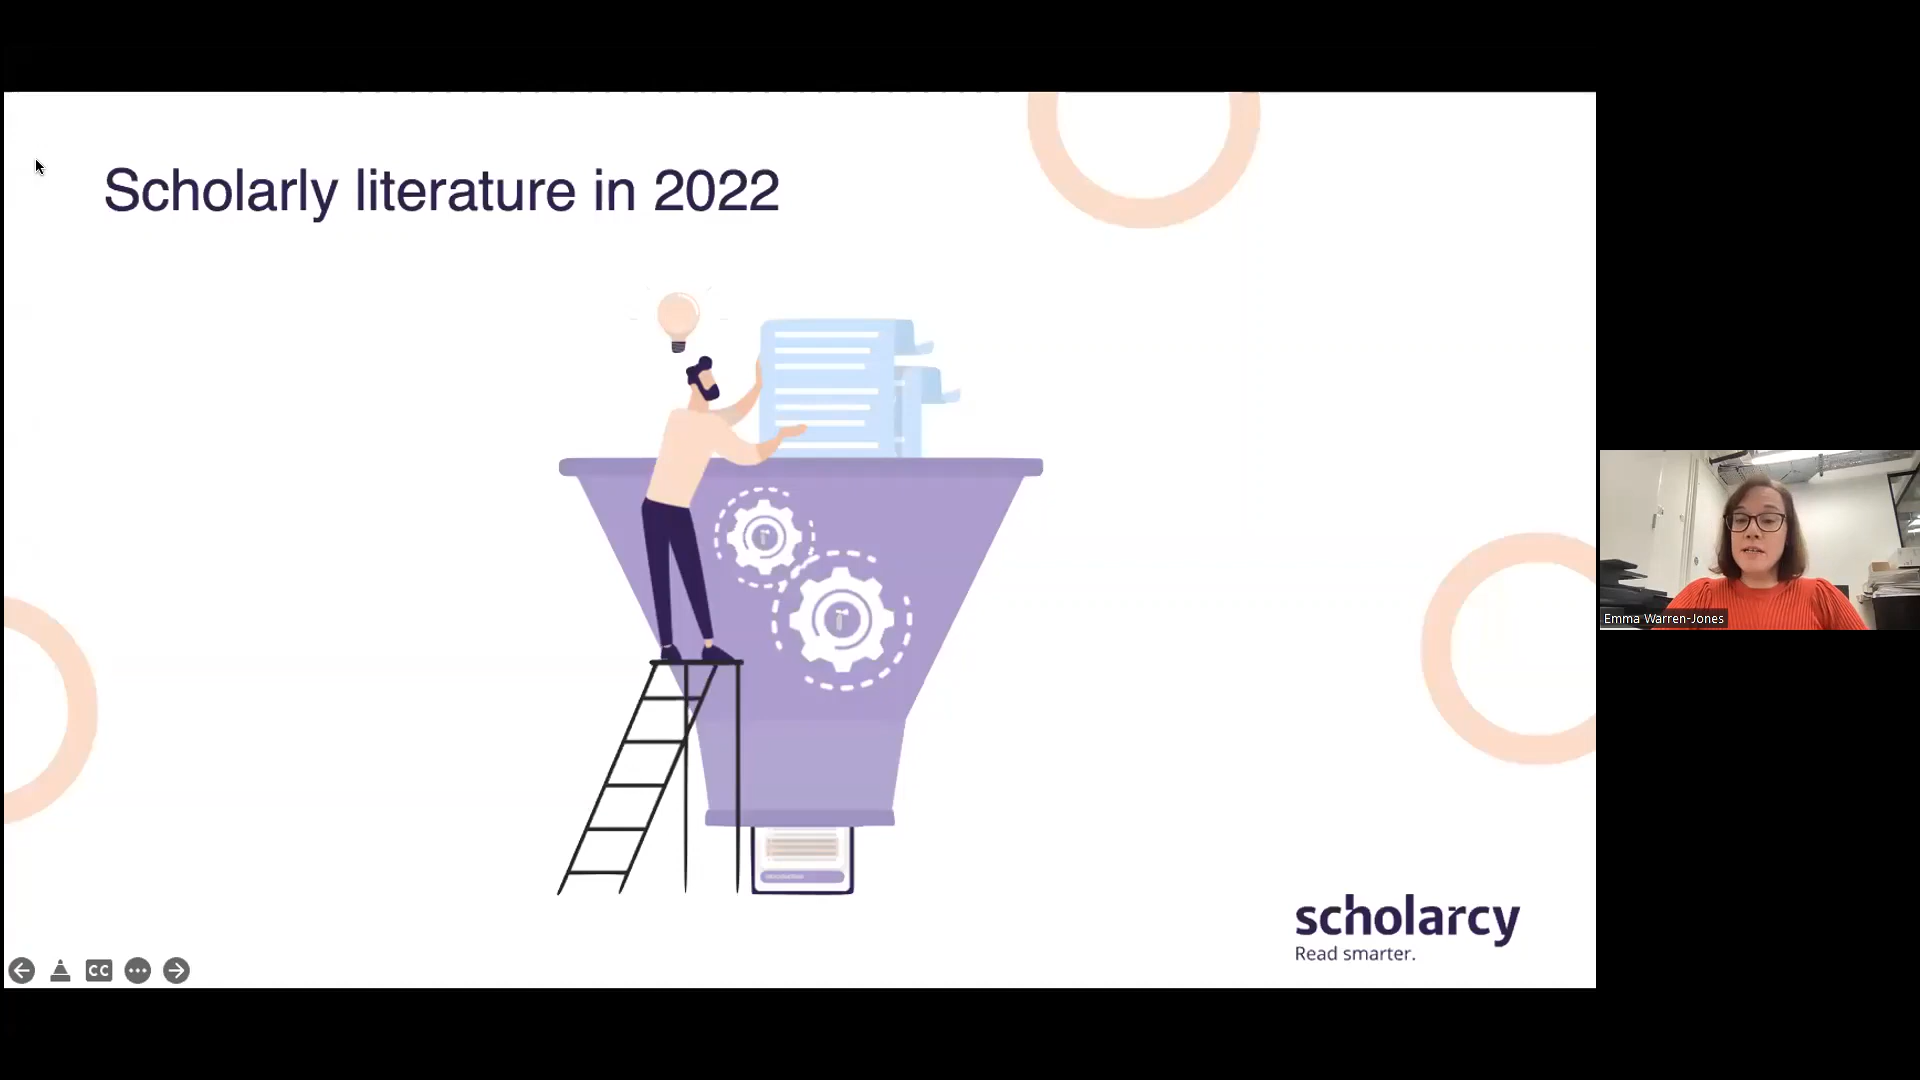 Scholarly literature in 2022
Emma Warren-Jones
scholarcy
Read smarter.
CC